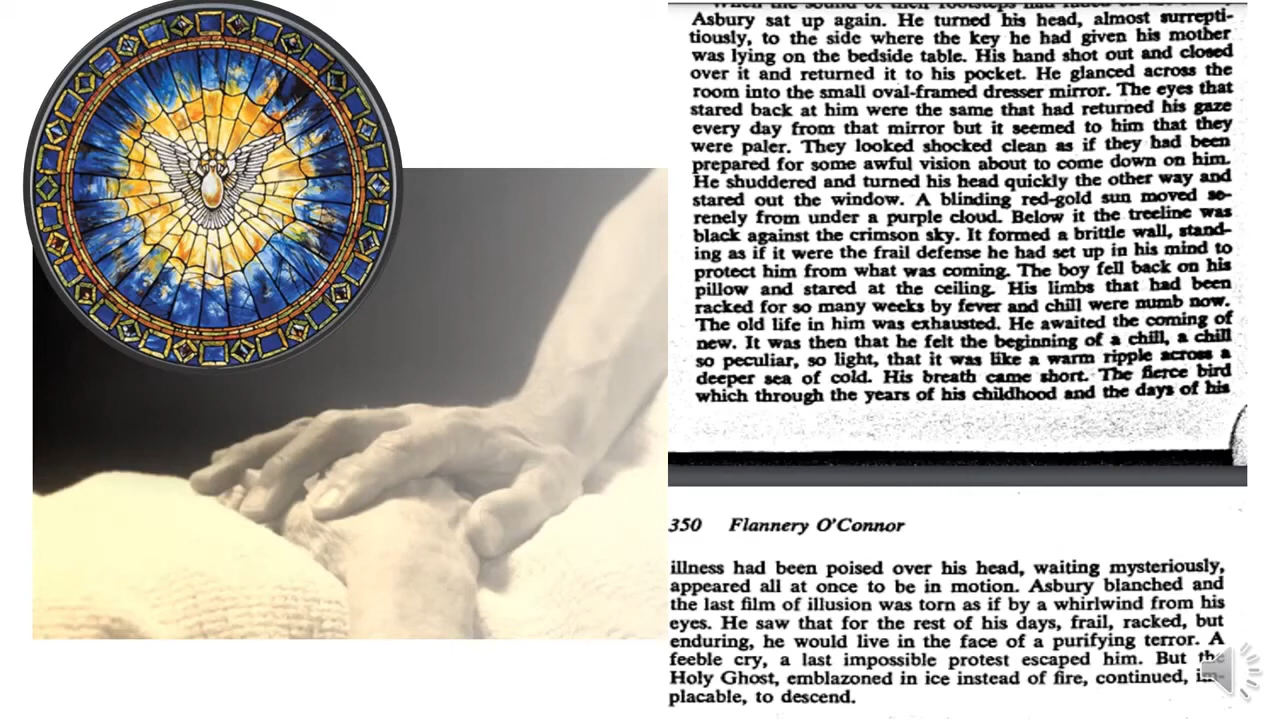 When the sound of their footsteps had faded on the
Asbury sat up again. He turned his head, almost surrepti-
tiously, to the side where the key he had given his mother
was lying on the bedside table. His hand shot out and closed
over it and returned it to his pocket. He glanced across the
room into the small oval-framed dresser mirror. The eyes that
stared back at him were the same that had returned his gaze
every day from that mirror but it seemed to him that they
were paler. They looked shocked clean as if they had been
prepared for some awful vision about to come down on him.
He shuddered and turned his head quickly the other way and
stared out the window. A blinding red-gold sun moved se-
renely from under a purple cloud. Below it the treeline was
black against the crimson sky. It formed a brittle wall, stand-
ing as if it were the frail defense he had set up in his mind to
protect him from what was coming. The boy fell back on his
pillow and stared at the ceiling. His limbs that had been
racked for so many weeks by fever and chill were numb now.
The old life in him was exhausted. He awaited the coming of
new. It was then that he felt the beginning of a chill, a chill
so peculiar, so light, that it was like a warm ripple across a
deeper sea of cold. His breath came short. The fierce bird
which through the years of his childhood and the days of his
350 Flannery O'Connor
illness had been poised over his head, waiting mysteriously,
appeared all at once to be in motion. Asbury blanched and
the last film of illusion was torn as if by a whirlwind from his
eyes. He saw that for the rest of his days, frail, racked, but
enduring, he would live in the face of a purifying terror. A
feeble cry, a last impossible protest escaped him. But the
Holy Ghost, emblazoned in ice instead of fire, continued, im-
placable, to descend.